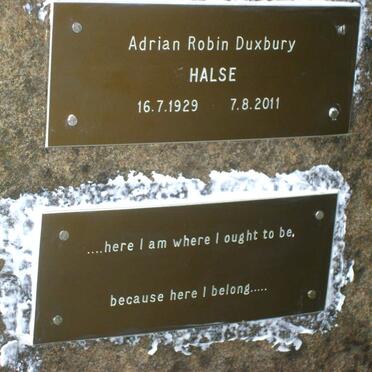 Adrian Robin Duxbury
HALSE
16.7.1929 7.8.2011
....here I am where I ought to be,
because here I belong.....